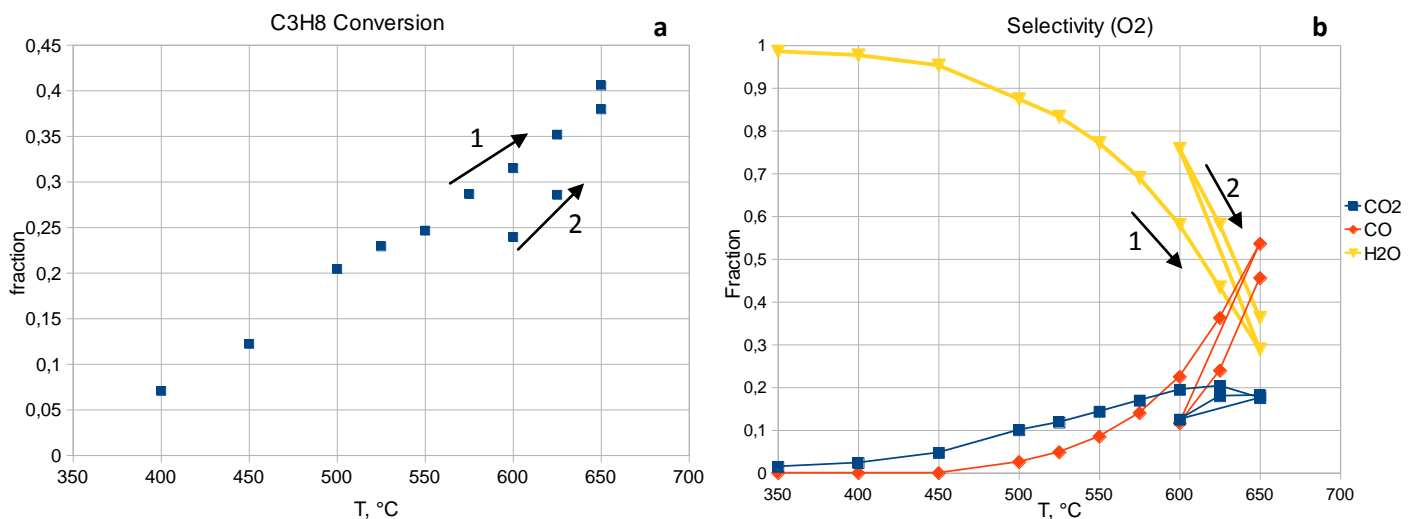 C3H8 Conversion
a
0,45
0,4
0,35
0,3
0,25
0,2
0,15
0,1
0,05
0
fraction
1
2
350 400 450 500 550 600 650 700
T, °C
Selectivity (O2)
b
1
0,9
0,8
0,7
0,6
0,5
0,4
0,3
0,2
0,1
0
Fraction
1
2
350 400 450 500 550 600 650 700
T, °C
CO2
CO
H2O